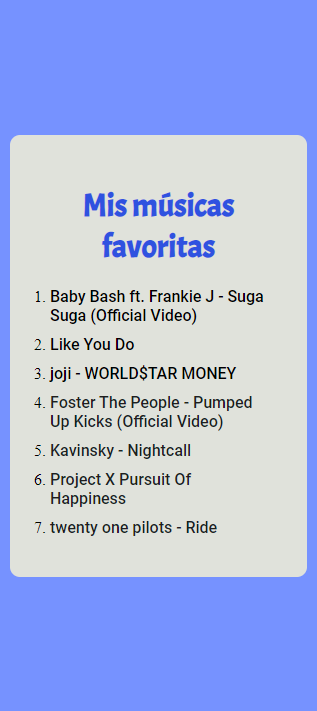 Mis músicas
favoritas
1. Baby Bash ft. Frankie J - Suga
Suga (Official Video)
2. Like You Do
3. joji - WORLD$TAR MONEY
4. Foster The People - Pumped
Up Kicks (Official Video)
5. Kavinsky - Nightcall
6. Project X Pursuit Of
Happiness
7. twenty one pilots - Ride